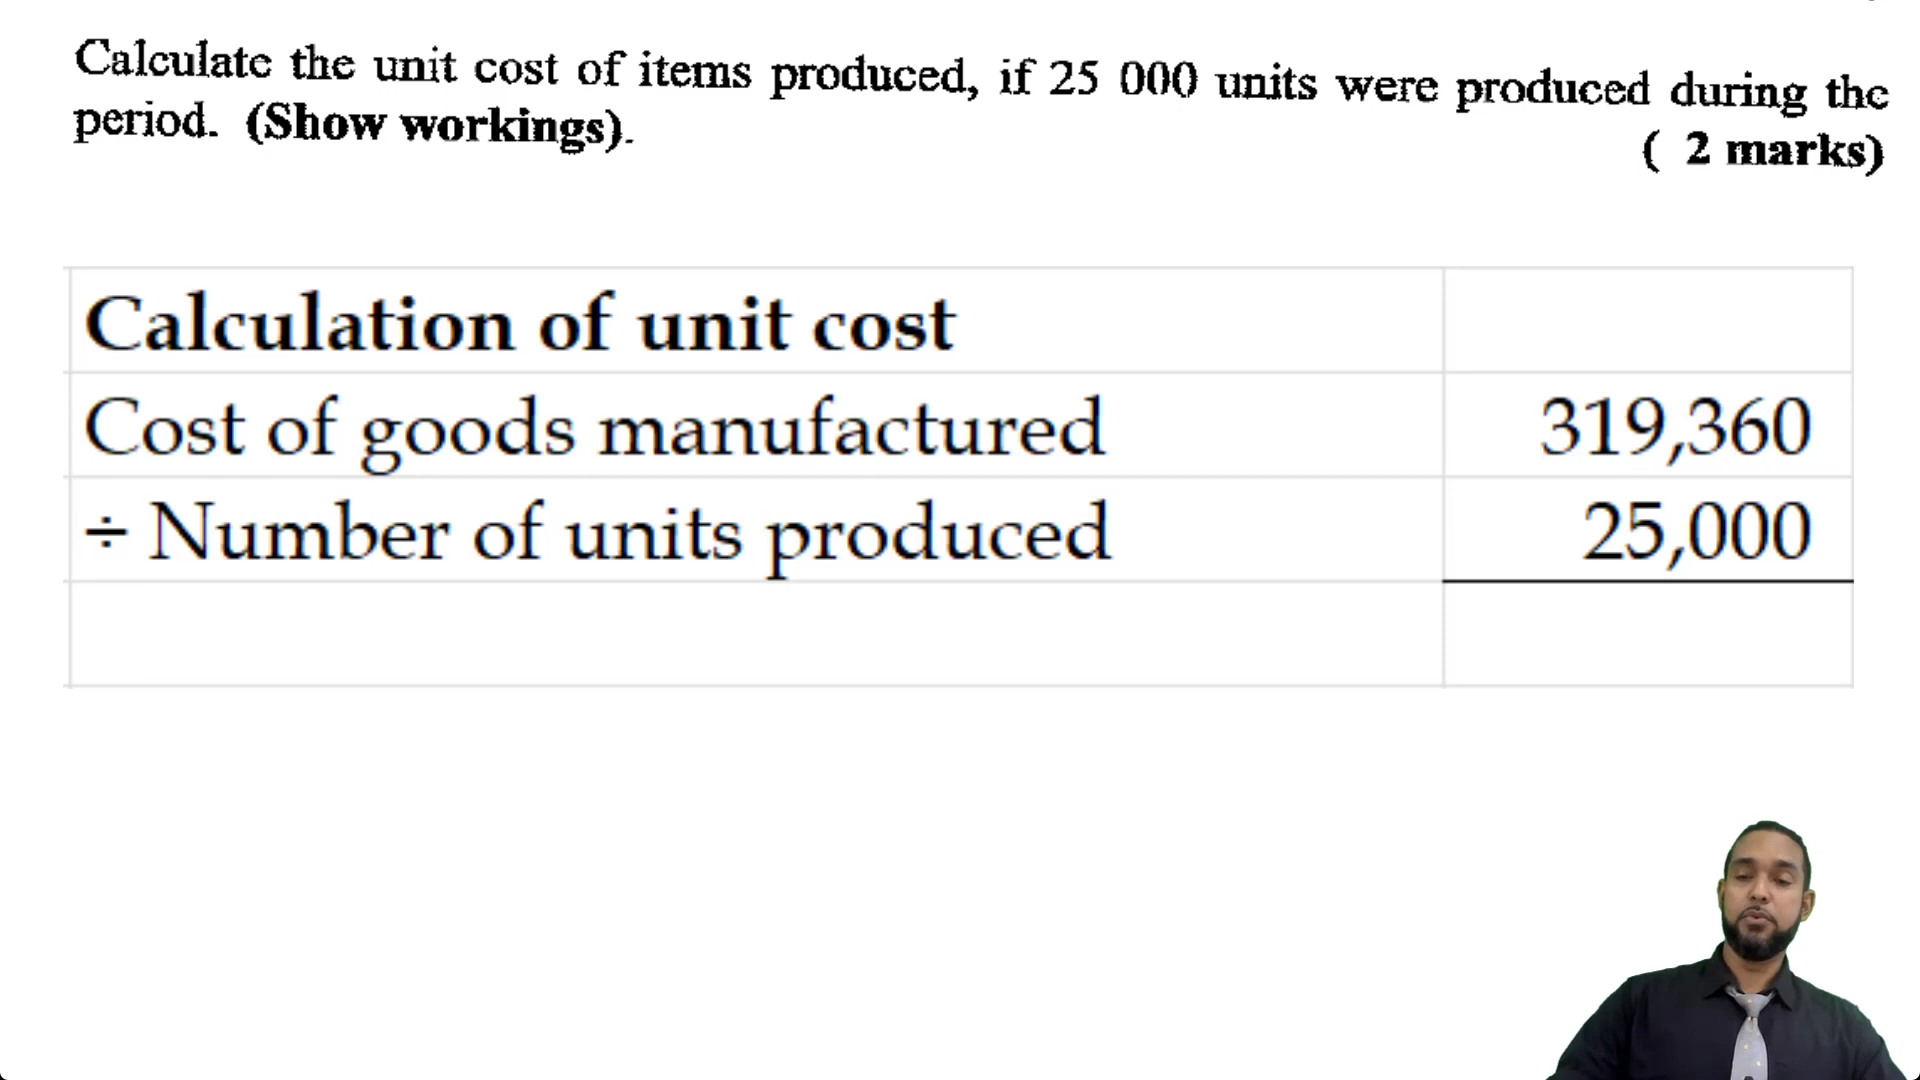 Calculate the unit cost of items produced, if 25 000 units were produced during the
period. (Show workings).
( 2 marks)
Calculation of unit cost
Cost of goods manufactured 319,360
÷ Number of units produced 25,000